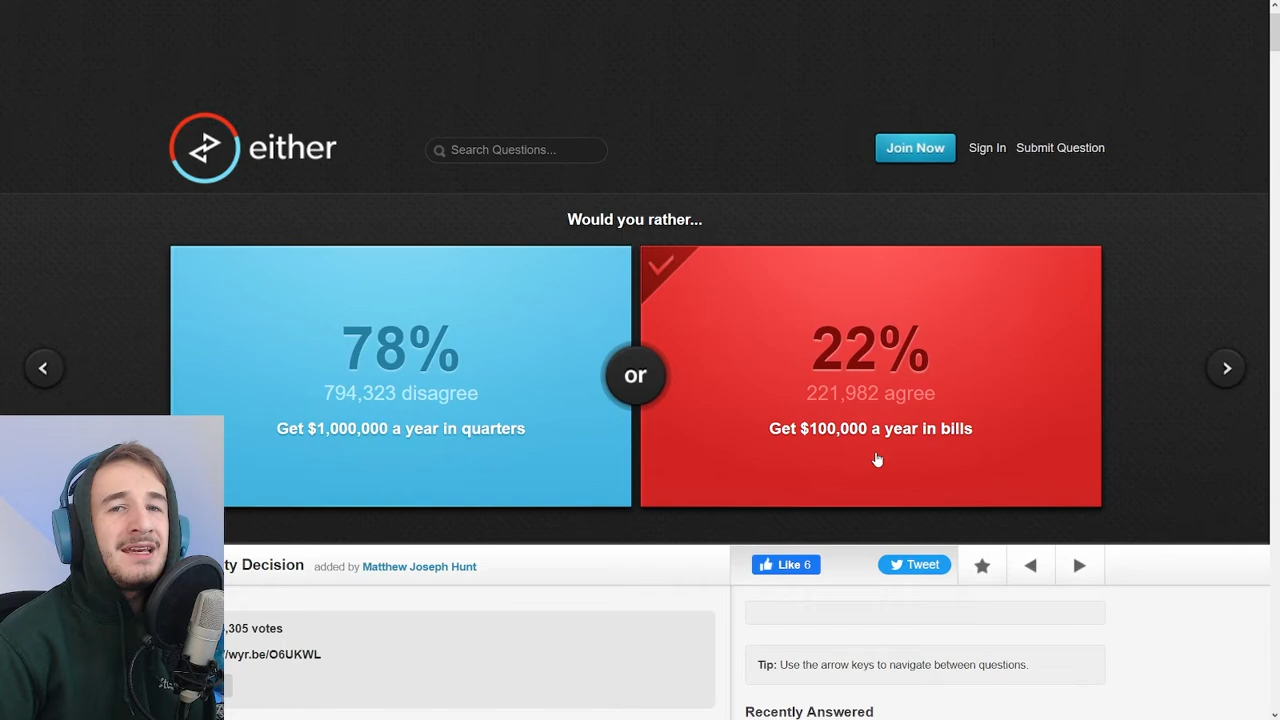 either
Search Questions...
Join Now
Sign In
Submit Question
Would you rather...
78%
794,323 disagree
Get $1,000,000 a year in quarters
or
22%
221,982 agree
Get $100,000 a year in bills
ty Decision
added by Matthew Joseph Hunt
Like 6
Tweet
,305 votes
/wyr.be/O6UKWL
Tip: Use the arrow keys to navigate between questions.
Recently Answered